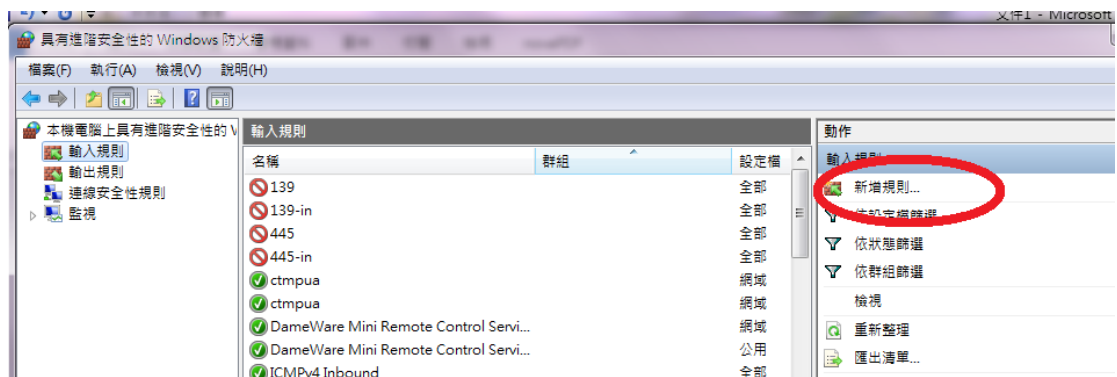 文件1 - Microsoft
具有進階安全性的 Windows 防火牆
檔案(F) 執行(A) 檢視(V) 說明(H)
本機電腦上具有進階安全性的
輸入規則
輸出規則
連線安全性規則
監視
輸入規則
名稱 群組 設定檔
139 全部
139-in 全部
445 全部
445-in 全部
ctmpua 網域
ctmpua 網域
DameWare Mini Remote Control Servi... 網域
DameWare Mini Remote Control Servi... 公用
ICMPv4 Inbound 全部
動作
輸入規則
新增規則...
依設定檔篩選
依狀態篩選
依群組篩選
檢視
重新整理
匯出清單...